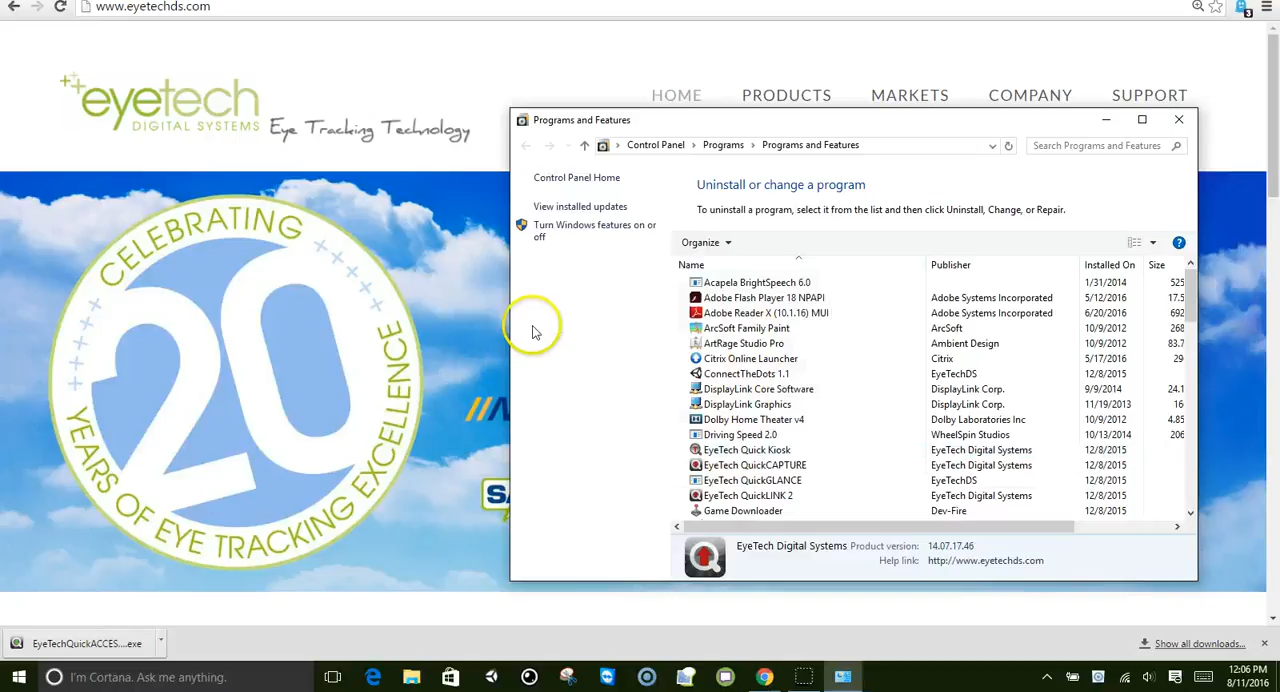 www.eyetechds.com
3
eyetech
DIGITAL SYSTEMS
Eye Tracking Technology
HOME PRODUCTS MARKETS COMPANY SUPPORT
CELEBRATING
20
YEARS OF EYE TRACKING EXCELLENCE
Programs and Features
Control Panel Programs Programs and Features
Search Programs and Features
Control Panel Home
View installed updates
Turn Windows features on or
off
Uninstall or change a program
To uninstall a program, select it from the list and then click Uninstall, Change, or Repair.
Organize
Name Publisher Installed On Size
Acapela BrightSpeech 6.0 1/31/2014 525
Adobe Flash Player 18 NPAPI Adobe Systems Incorporated 5/12/2016 17.5
Adobe Reader X (10.1.16) MUI Adobe Systems Incorporated 6/20/2016 692
ArcSoft Family Paint ArcSoft 10/9/2012 268
ArtRage Studio Pro Ambient Design 10/9/2012 83.7
Citrix Online Launcher Citrix 5/17/2016 29
ConnectTheDots 1.1 EyeTechDS 12/8/2015
DisplayLink Core Software DisplayLink Corp. 9/9/2014 24.1
DisplayLink Graphics DisplayLink Corp. 11/19/2013 16
Dolby Home Theater v4 Dolby Laboratories Inc 10/9/2012 4.85
Driving Speed 2.0 WheelSpin Studios 10/13/2014 206
EyeTech Quick Kiosk EyeTech Digital Systems 12/8/2015
EyeTech QuickCAPTURE EyeTech Digital Systems 12/8/2015
EyeTech QuickGLANCE EyeTechDS 12/8/2015
EyeTech QuickLINK 2 EyeTech Digital Systems 12/8/2015
Game Downloader Dev-Fire 12/8/2015
EyeTech Digital Systems Product version: 14.07.17.46
Help link: http://www.eyetechds.com
EyeTechQuickACCES....exe
Show all downloads...
I'm Cortana. Ask me anything.
12:06 PM
8/11/2016